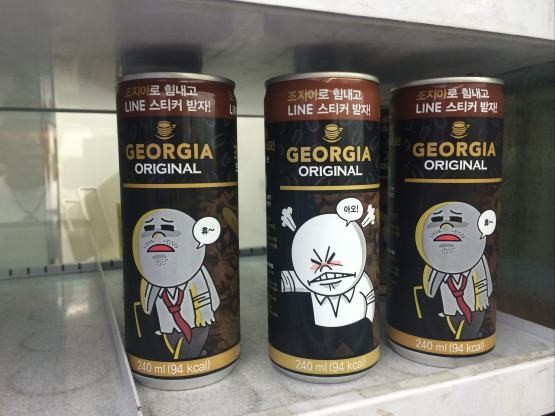 조지아로 힘내고
LINE 스티커 받자!
GEORGIA
ORIGINAL
휴~
240 ml (94 kcal)
조지아로 힘내고
LINE 스티커 받자!
GEORGIA
ORIGINAL
아오!
240 ml (94 kcal)
조지아로 힘내고
LINE 스티커 받자!
GEORGIA
ORIGINAL
휴~
240 ml (94 kcal)